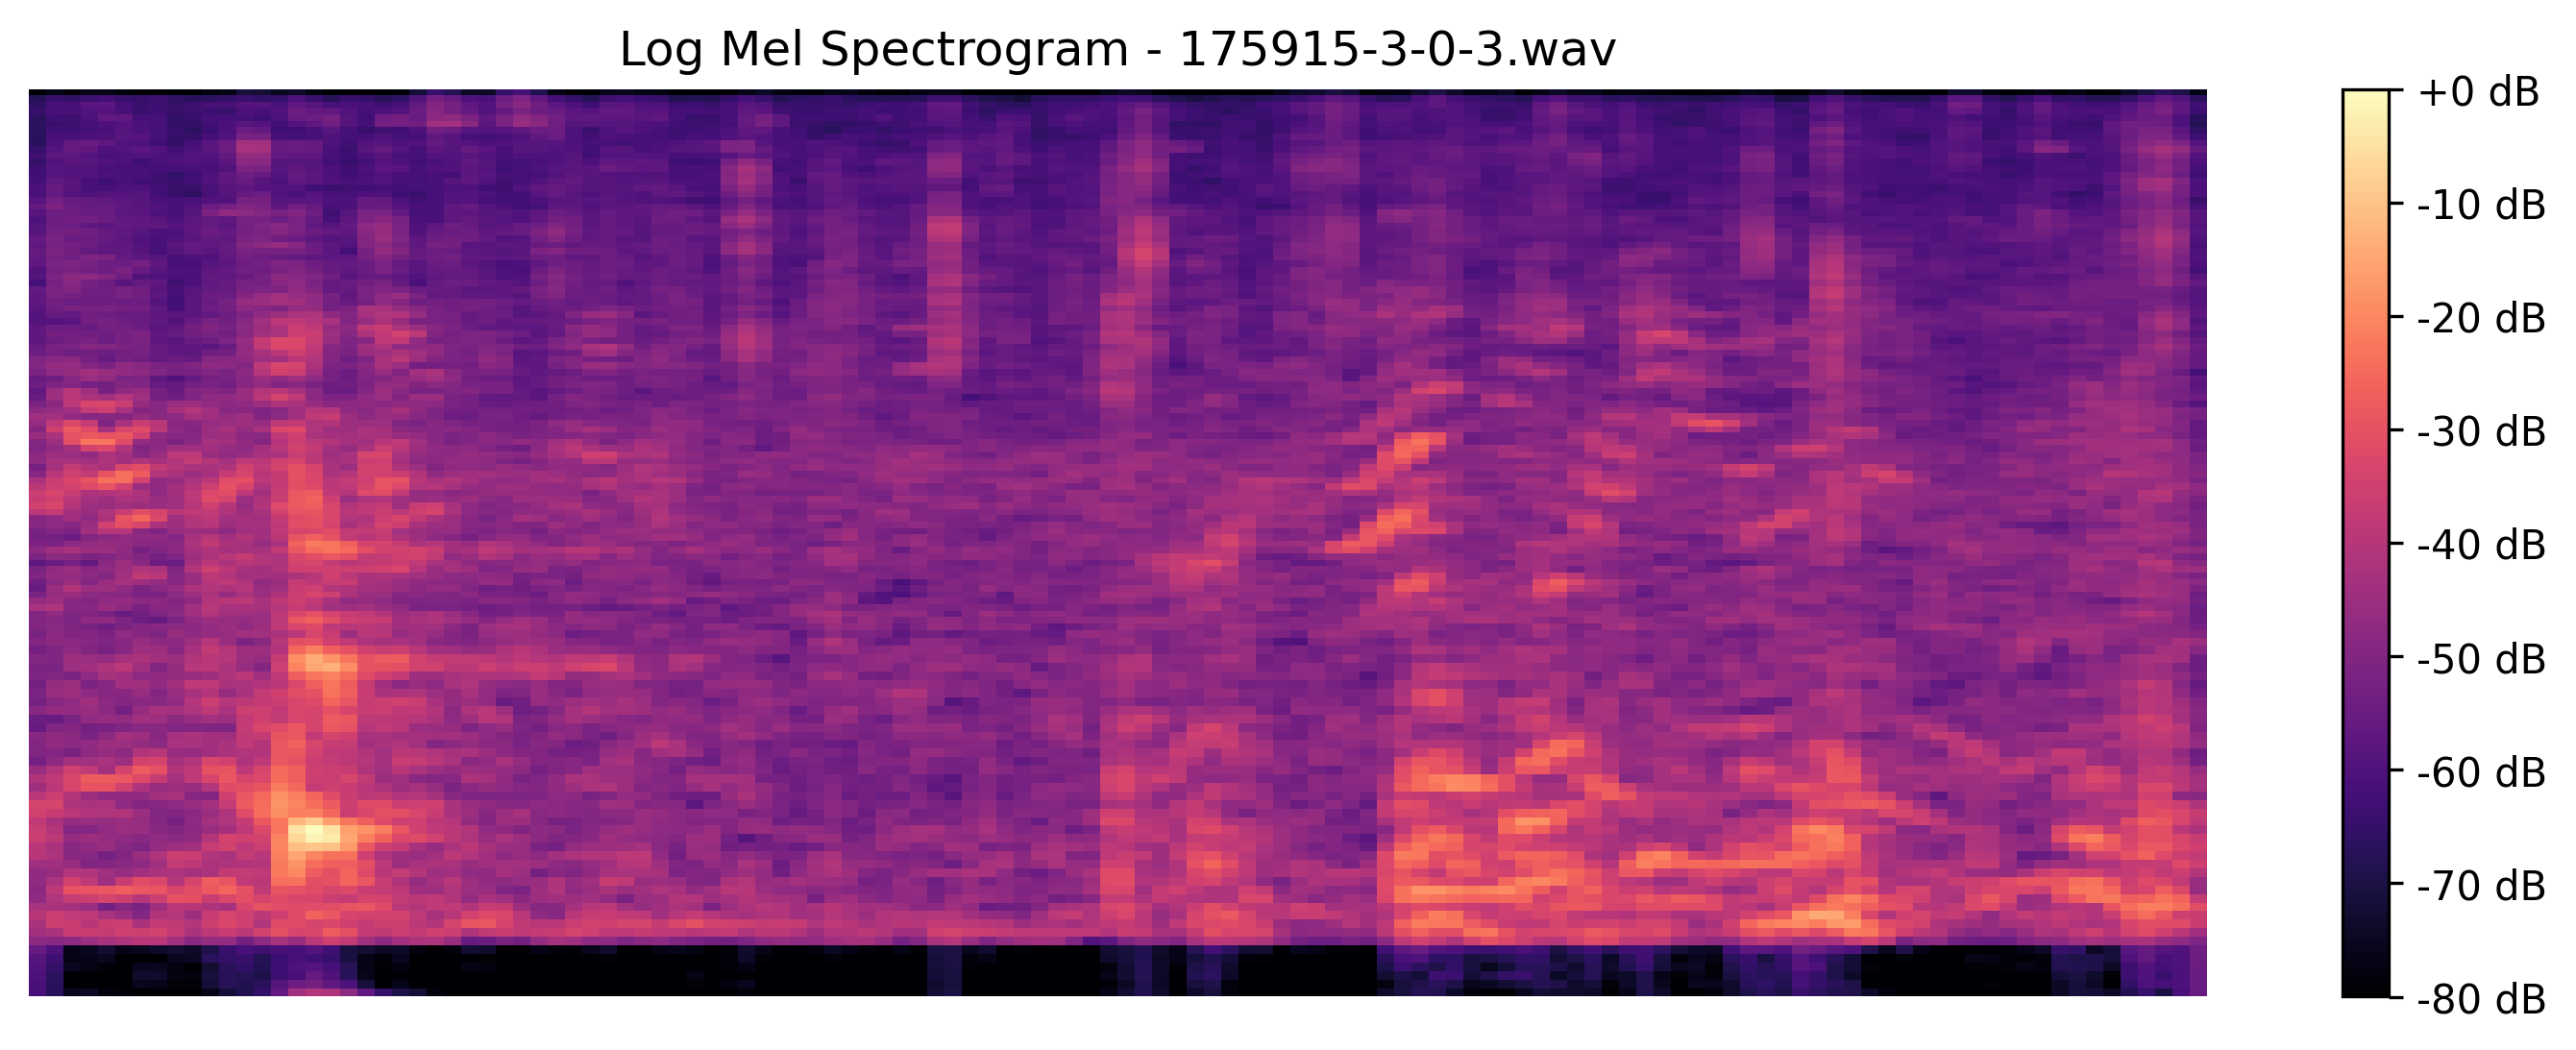 Log Mel Spectrogram - 175915-3-0-3.wav
+0 dB
-10 dB
-20 dB
-30 dB
-40 dB
-50 dB
-60 dB
-70 dB
-80 dB